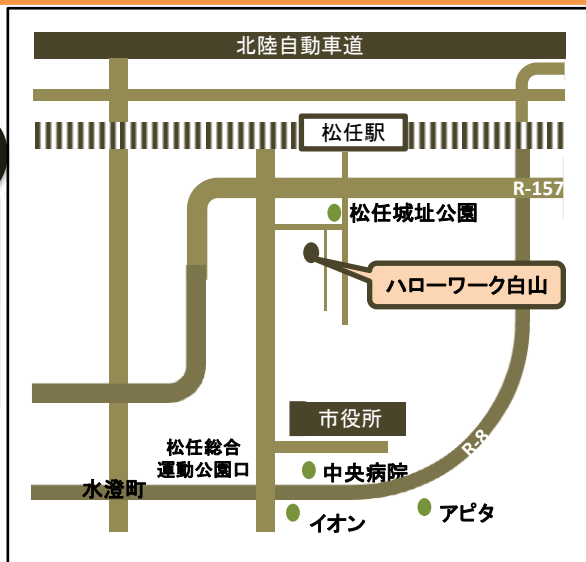 北陸自動車道
松任駅
R-157
松任城址公園
ハローワーク白山
市役所
松任総合
運動公園口
中央病院
R-8
水澄町
イオン
アピタ